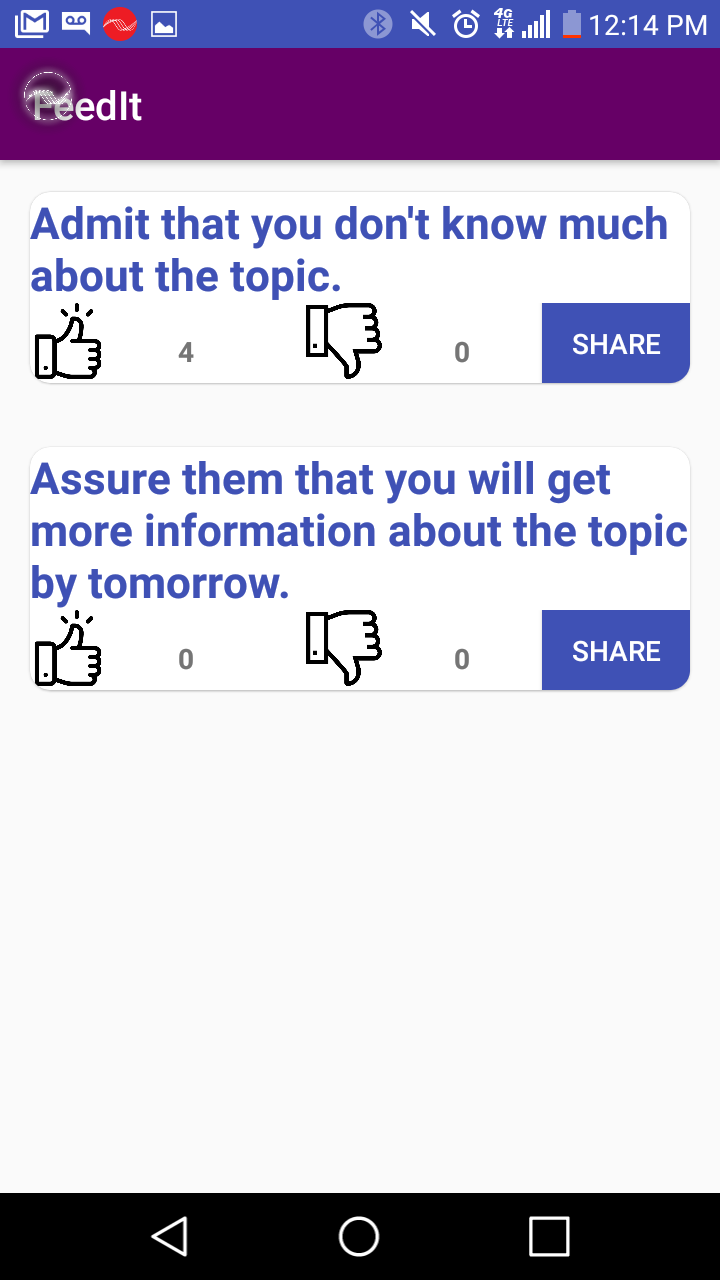 4G
LTE
12:14 PM
FeedIt
Admit that you don't know much
about the topic.
4
0
SHARE
Assure them that you will get
more information about the topic
by tomorrow.
0
0
SHARE